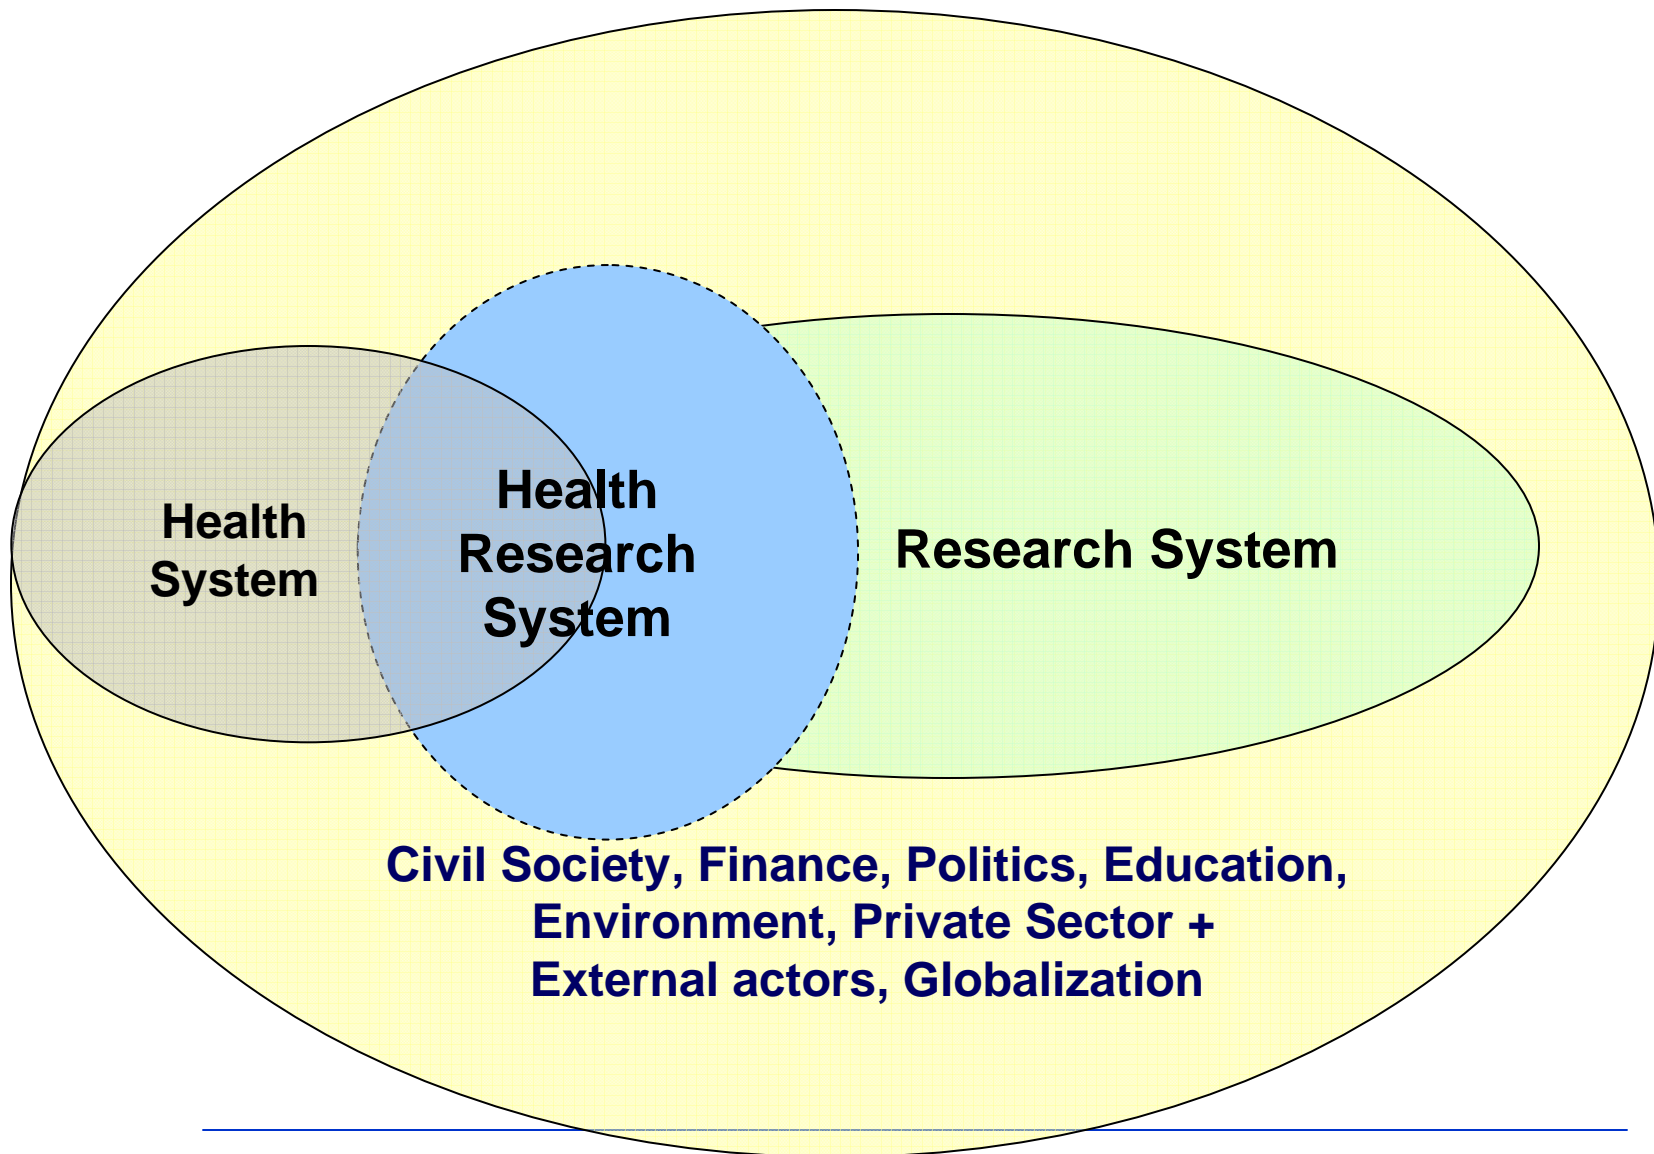 Health
System
Health
Research
System
Research System
Civil Society, Finance, Politics, Education,
Environment, Private Sector +
External actors, Globalization